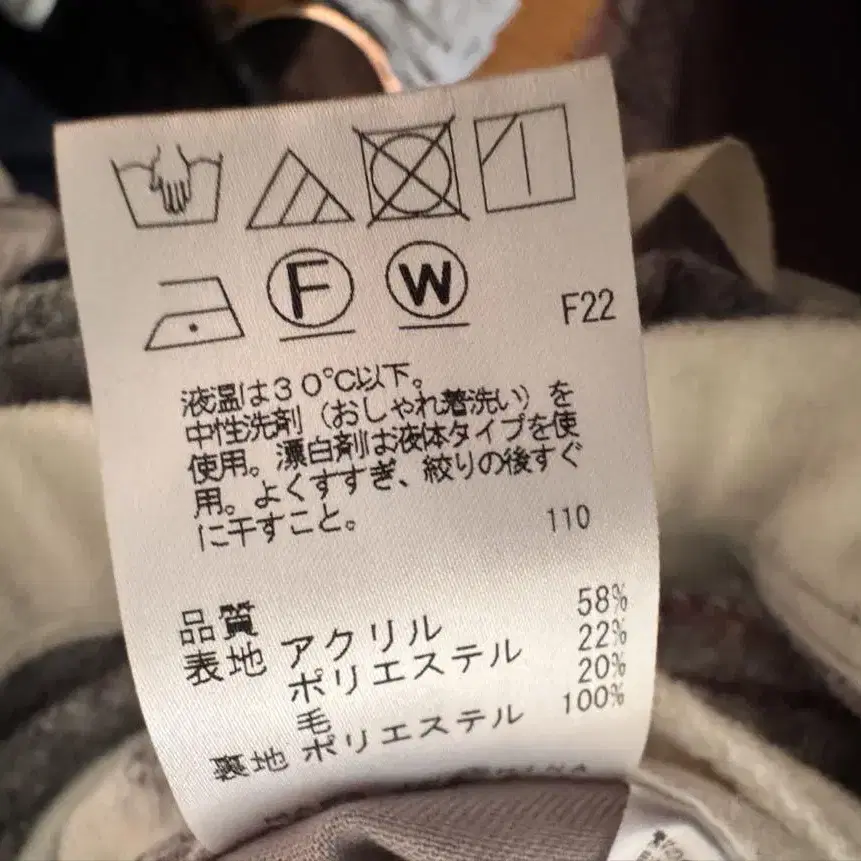 F W F22
液温は30℃以下。
中性洗剤（おしゃれ着洗い）を
使用。漂白剤は液体タイプを使
用。よくすすぎ、絞りの後すぐ
に干すこと。 110
品質
表地 アクリル 58%
ポリエステル 22%
毛 20%
裏地 ポリエステル 100%